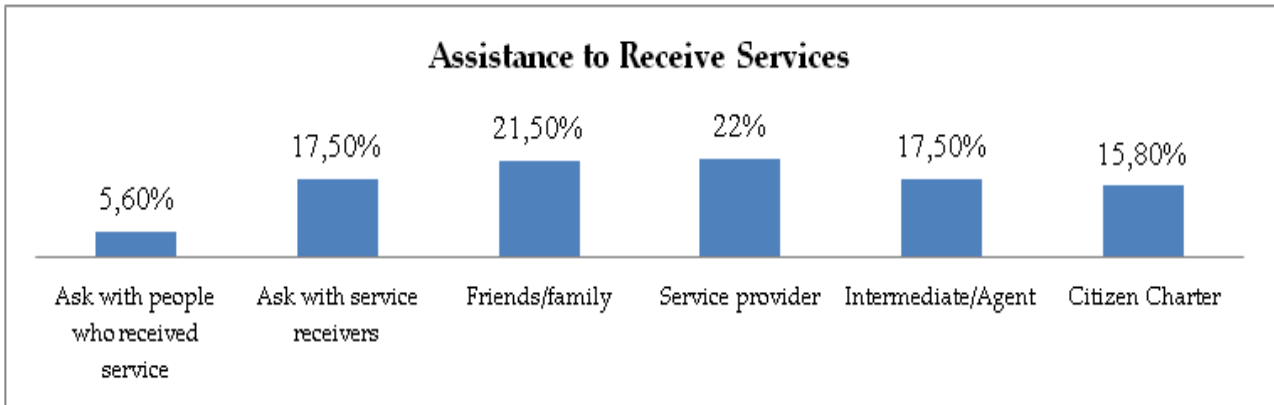 Assistance to Receive Services
5,60%
17,50%
21,50%
22%
17,50%
15,80%
Ask with people
who received
service
Ask with service
receivers
Friends/family
Service provider
Intermediate/Agent
Citizen Charter